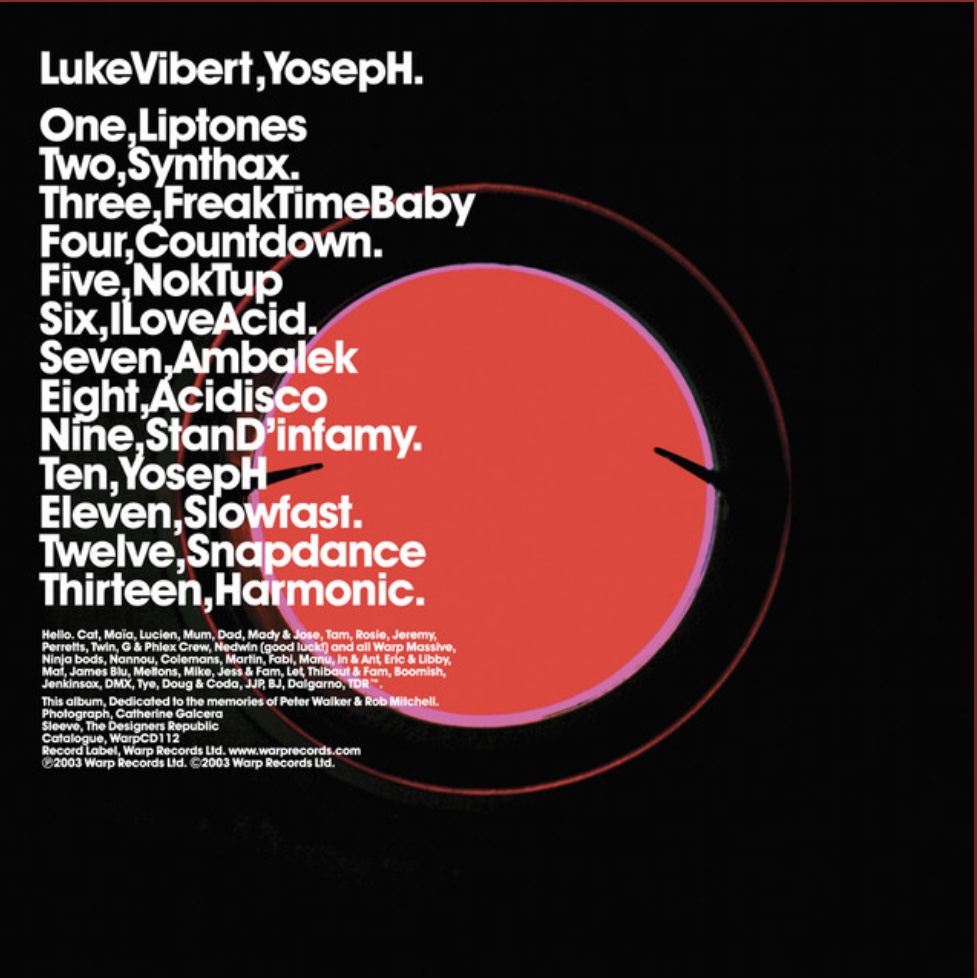 LukeVibert,YosepH.
One,Liptones
Two,Synthax.
Three,FreakTimeBaby
Four,Countdown.
Five,NokTup
Six,ILoveAcid.
Seven,Ambalek
Eight,Acidisco
Nine,StanD’infamy.
Ten,YosepH
Eleven,Slowfast.
Twelve,Snapdance
Thirteen,Harmonic.
Hello. Cat, Maïa, Lucien, Mum, Dad, Mady & Jose, Tam, Rosie, Jeremy,
Perretts, Twin, G & Phlex Crew, Nedwin (good luck!) and all Warp Massive,
Ninja bods, Nannou, Colemans, Martin, Fabi, Manu, In & Ant, Eric & Libby,
Mat, James Blu, Mellons, Mike, Jess & Fam, Let, Thibaut & Fam, Boomish,
Jenkinsox, DMX, Tye, Doug & Coda, JJP, BJ, Dalgarno, TDR™.
This album, Dedicated to the memories of Peter Walker & Rob Mitchell.
Photograph, Catherine Galcera
Sleeve, The Designers Republic
Catalogue, WarpCD112
Record Label, Warp Records Ltd. www.warprecords.com
℗2003 Warp Records Ltd. ©2003 Warp Records Ltd.